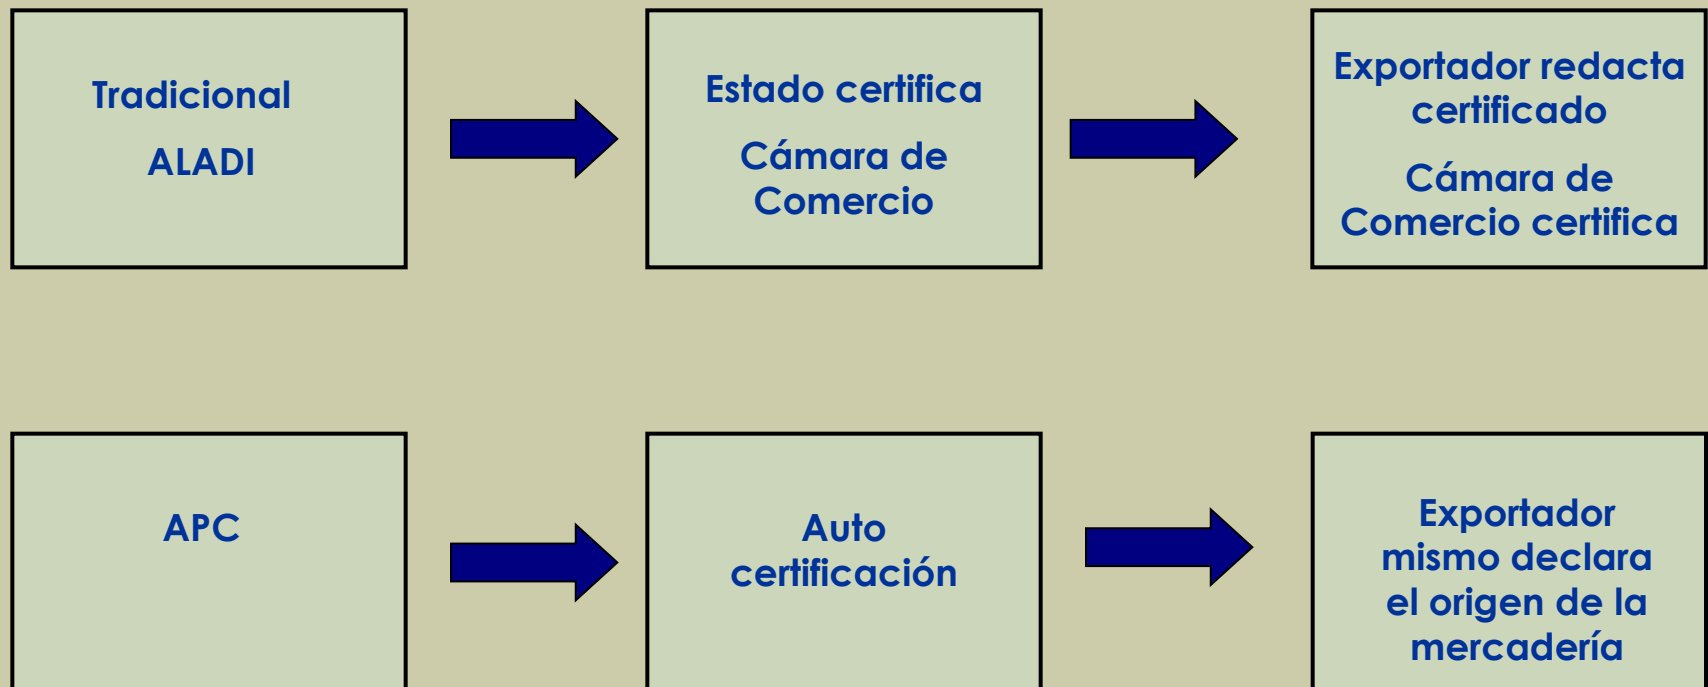 Tradicional
ALADI
Estado certifica
Cámara de
Comercio
Exportador redacta
certificado
Cámara de
Comercio certifica
APC
Auto
certificación
Exportador
mismo declara
el origen de la
mercadería